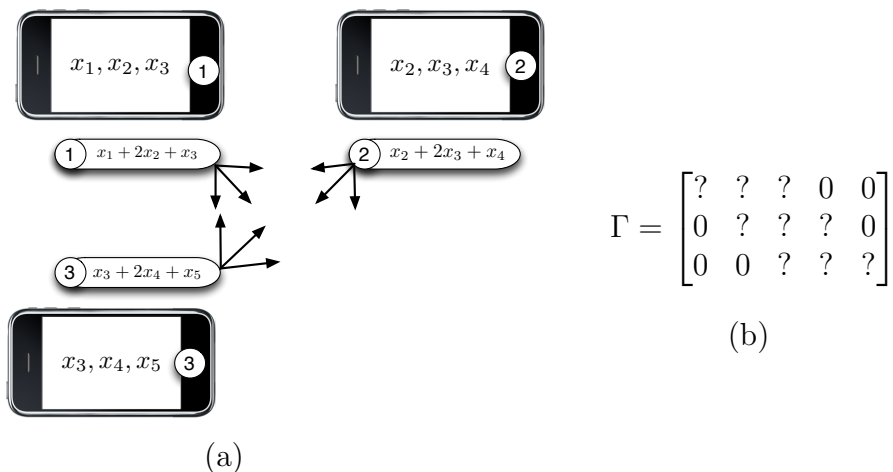 x₁, x₂, x₃ 1
x₂, x₃, x₄ 2
1 x₁ + 2x₂ + x₃
2 x₂ + 2x₃ + x₄
3 x₃ + 2x₄ + x₅
x₃, x₄, x₅ 3
(a)
Γ = [? ? ? 0 0
0 ? ? ? 0
0 0 ? ? ?]
(b)